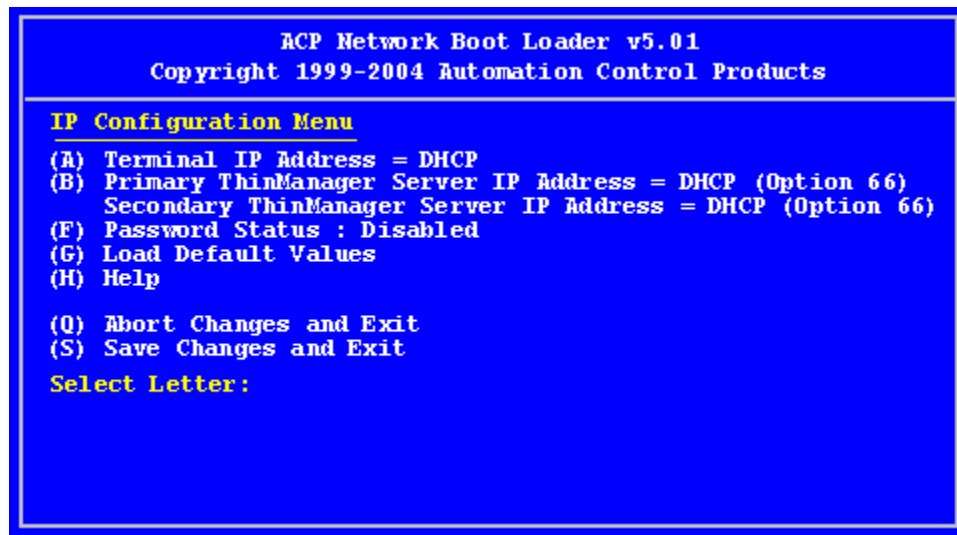 ACP Network Boot Loader v5.01
Copyright 1999-2004 Automation Control Products
IP Configuration Menu
(A) Terminal IP Address = DHCP
(B) Primary ThinManager Server IP Address = DHCP (Option 66)
Secondary ThinManager Server IP Address = DHCP (Option 66)
(F) Password Status : Disabled
(G) Load Default Values
(H) Help
(Q) Abort Changes and Exit
(S) Save Changes and Exit
Select Letter: